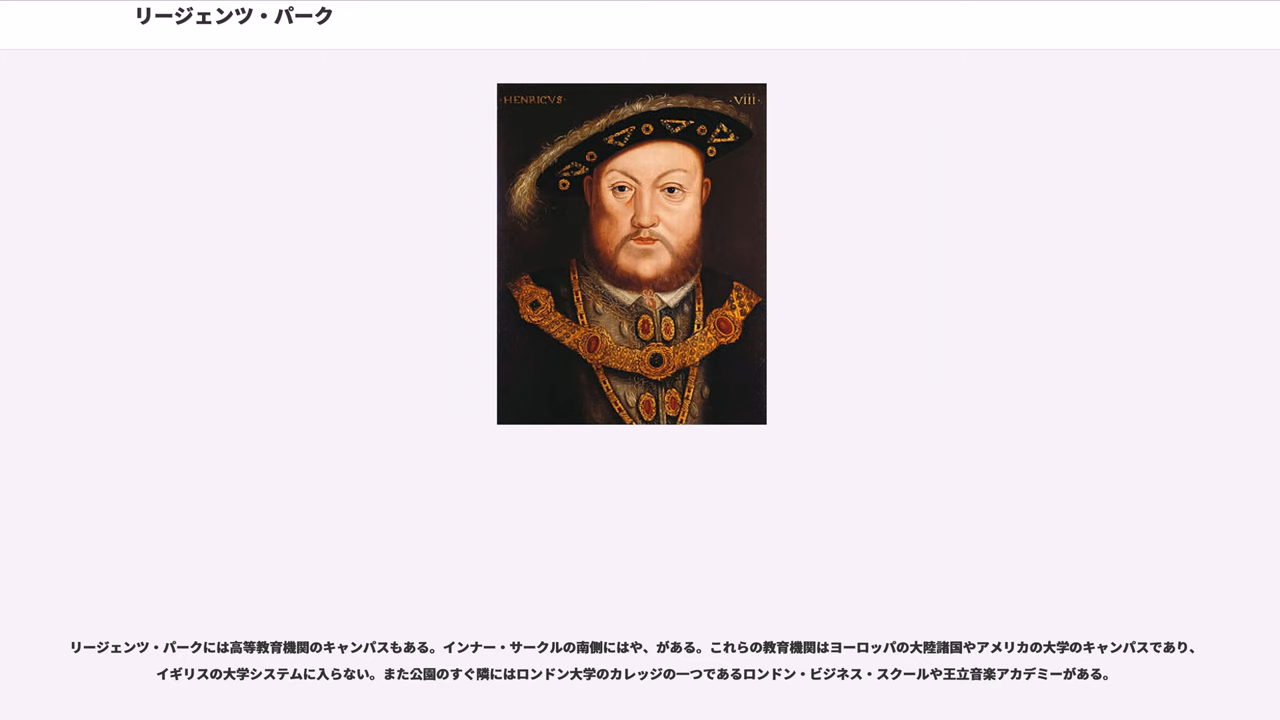 リージェンツ・パーク
·HENRICVS· ·VIII·
リージェンツ・パークには高等教育機関のキャンパスもある。インナー・サークルの南側にはや、がある。これらの教育機関はヨーロッパの大陸諸国やアメリカの大学のキャンパスであり、
イギリスの大学システムに入らない。また公園のすぐ隣にはロンドン大学のカレッジの一つであるロンドン・ビジネス・スクールや王立音楽アカデミーがある。